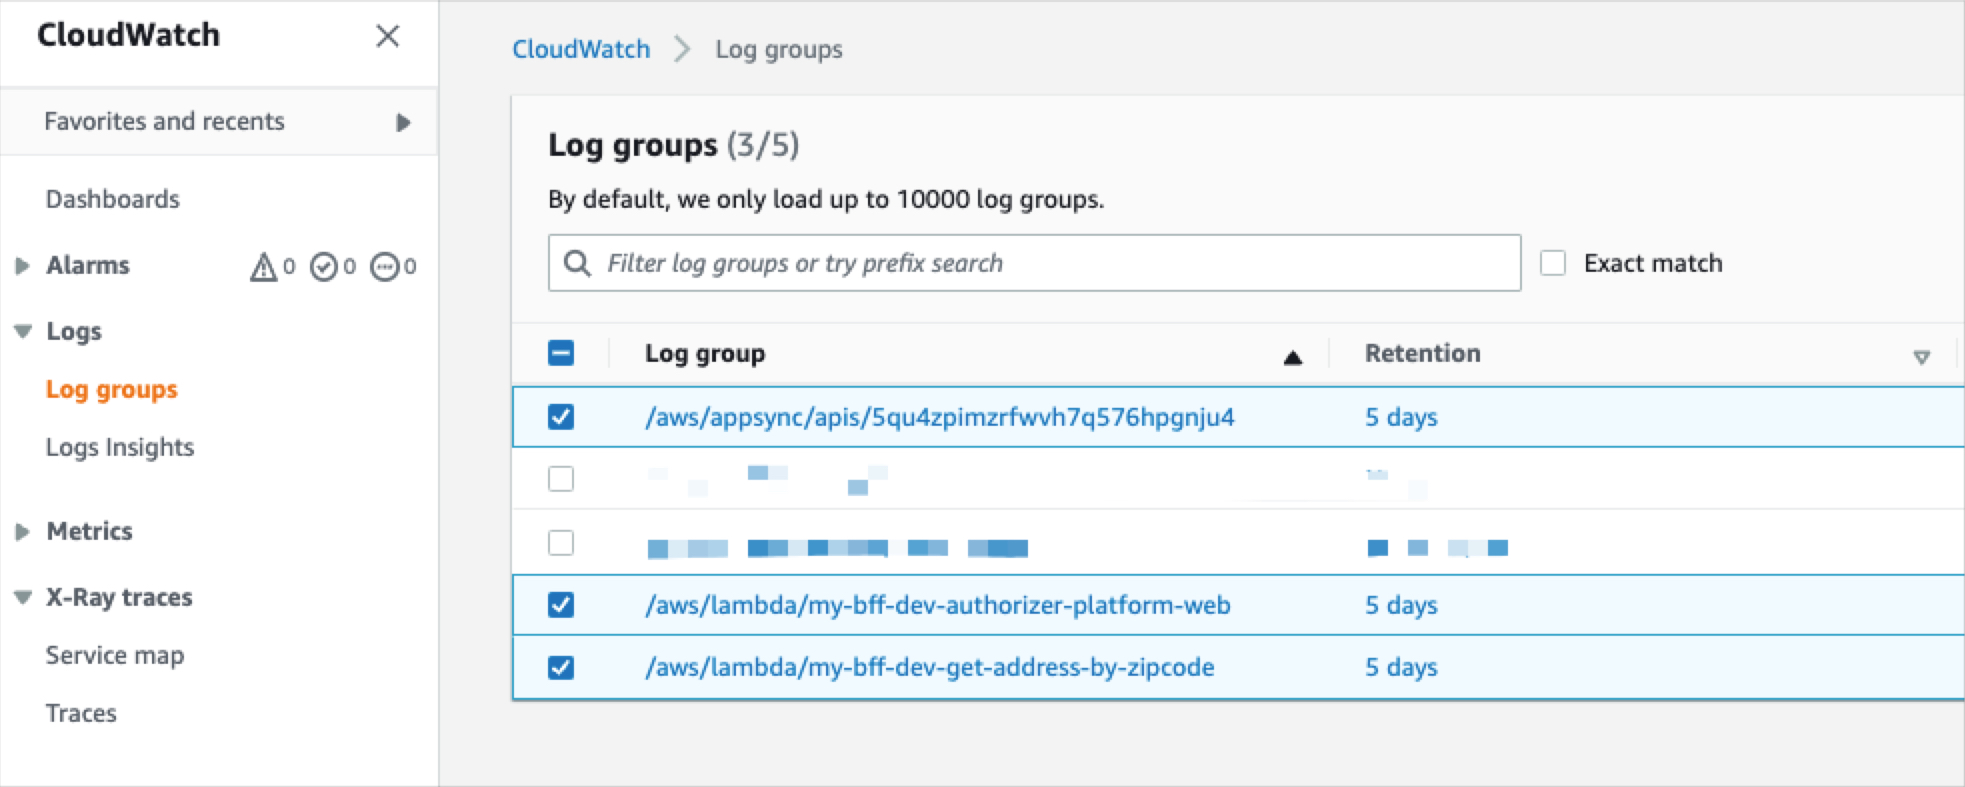 CloudWatch
Favorites and recents
Dashboards
Alarms 0 0 0
Logs
Log groups
Logs Insights
Metrics
X-Ray traces
Service map
Traces
CloudWatch Log groups
Log groups (3/5)
By default, we only load up to 10000 log groups.
Filter log groups or try prefix search Exact match
Log group Retention
/aws/appsync/apis/5qu4zpimzrfwvh7q576hpgnju4 5 days
/aws/lambda/my-bff-dev-authorizer-platform-web 5 days
/aws/lambda/my-bff-dev-get-address-by-zipcode 5 days